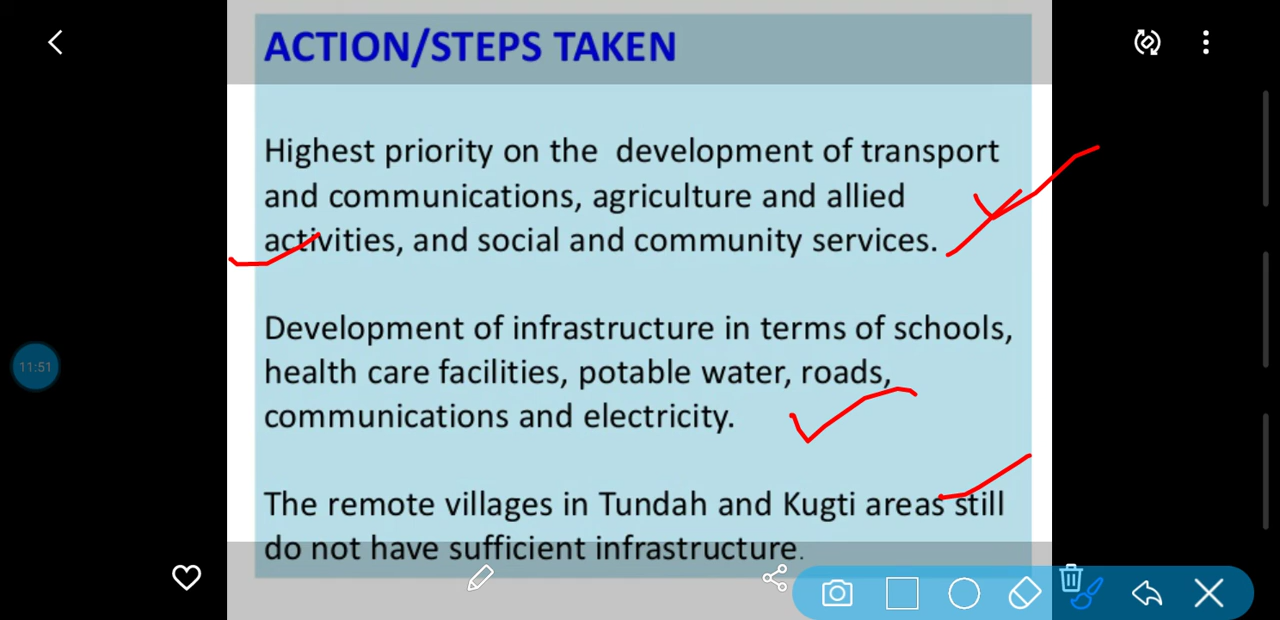 ACTION/STEPS TAKEN
Highest priority on the development of transport
and communications, agriculture and allied
activities, and social and community services.
Development of infrastructure in terms of schools,
health care facilities, potable water, roads,
communications and electricity.
The remote villages in Tundah and Kugti areas still
do not have sufficient infrastructure.
11:51